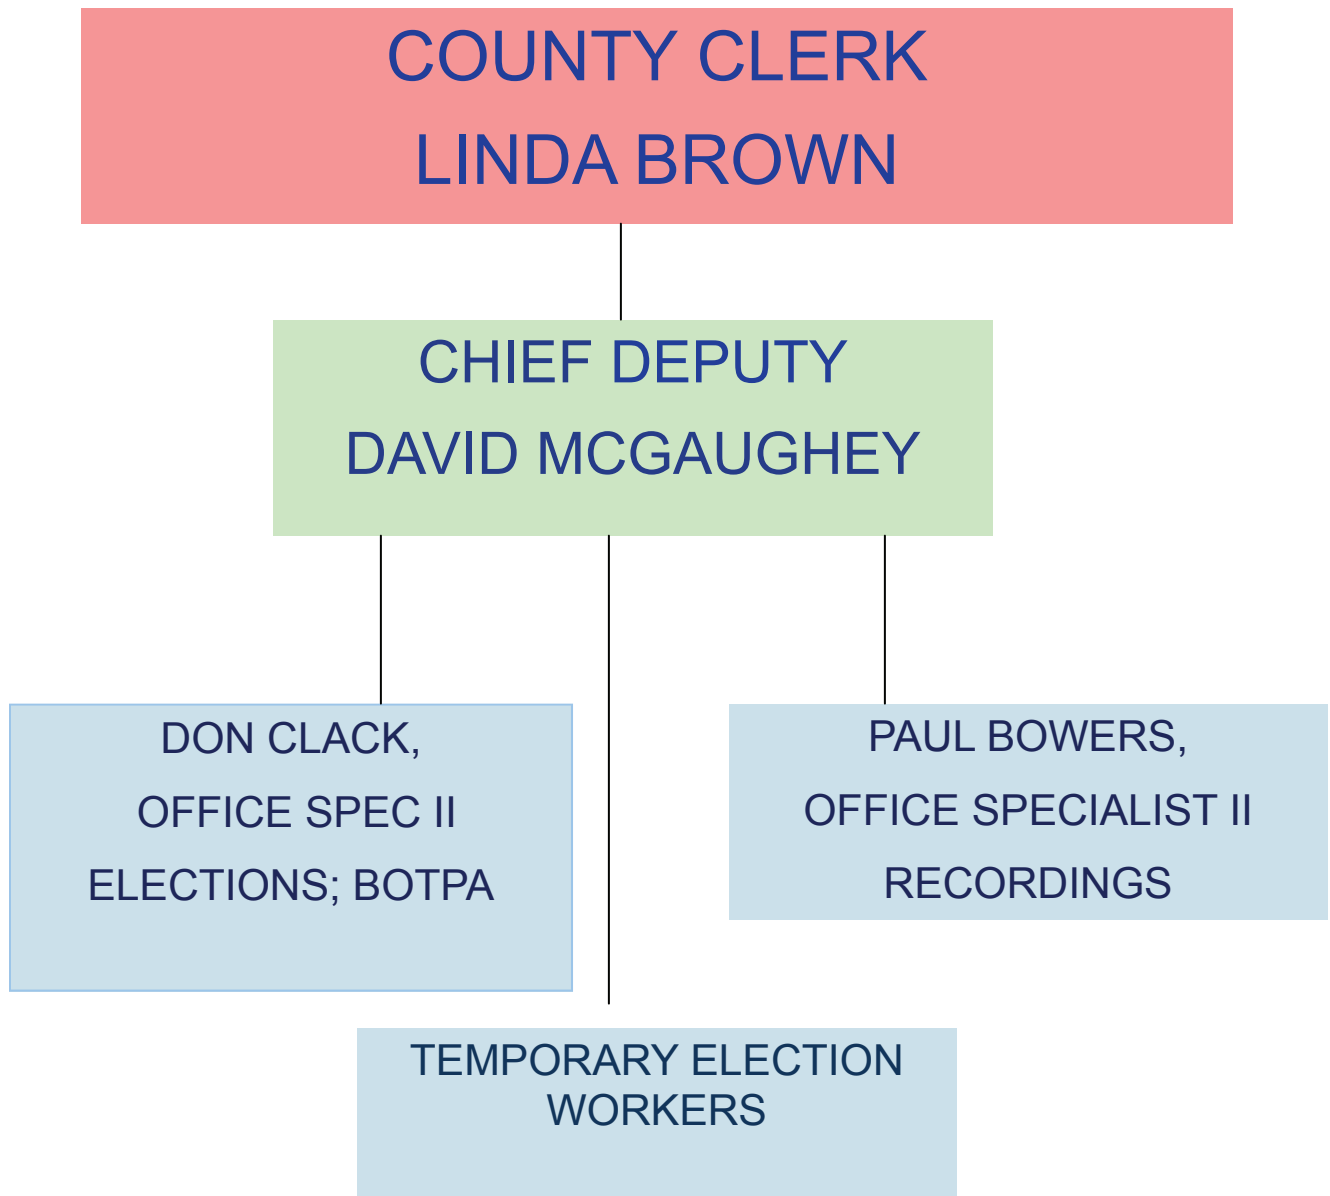 COUNTY CLERK
LINDA BROWN
CHIEF DEPUTY
DAVID MCGAUGHEY
DON CLACK,
OFFICE SPEC II
ELECTIONS; BOTPA
PAUL BOWERS,
OFFICE SPECIALIST II
RECORDINGS
TEMPORARY ELECTION
WORKERS